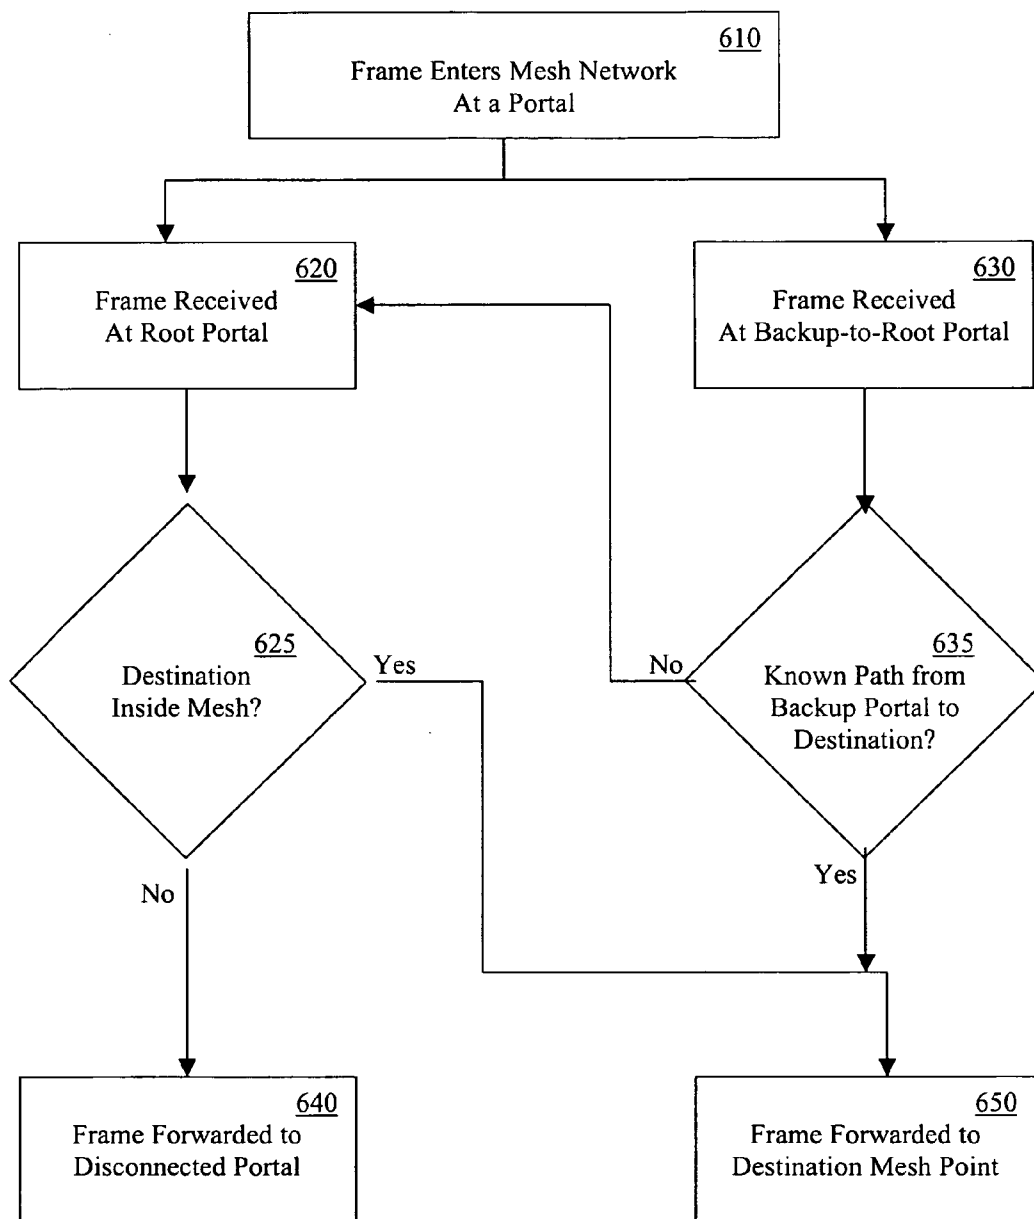 610
Frame Enters Mesh Network
At a Portal
620
Frame Received
At Root Portal
630
Frame Received
At Backup-to-Root Portal
625
Destination
Inside Mesh?
Yes
No
635
Known Path from
Backup Portal to
Destination?
No
Yes
640
Frame Forwarded to
Disconnected Portal
650
Frame Forwarded to
Destination Mesh Point